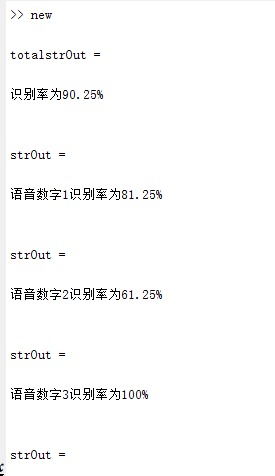 >> new
totalstrOut =
识别率为90.25%
strOut =
语音数字1识别率为81.25%
strOut =
语音数字2识别率为61.25%
strOut =
语音数字3识别率为100%
strOut =